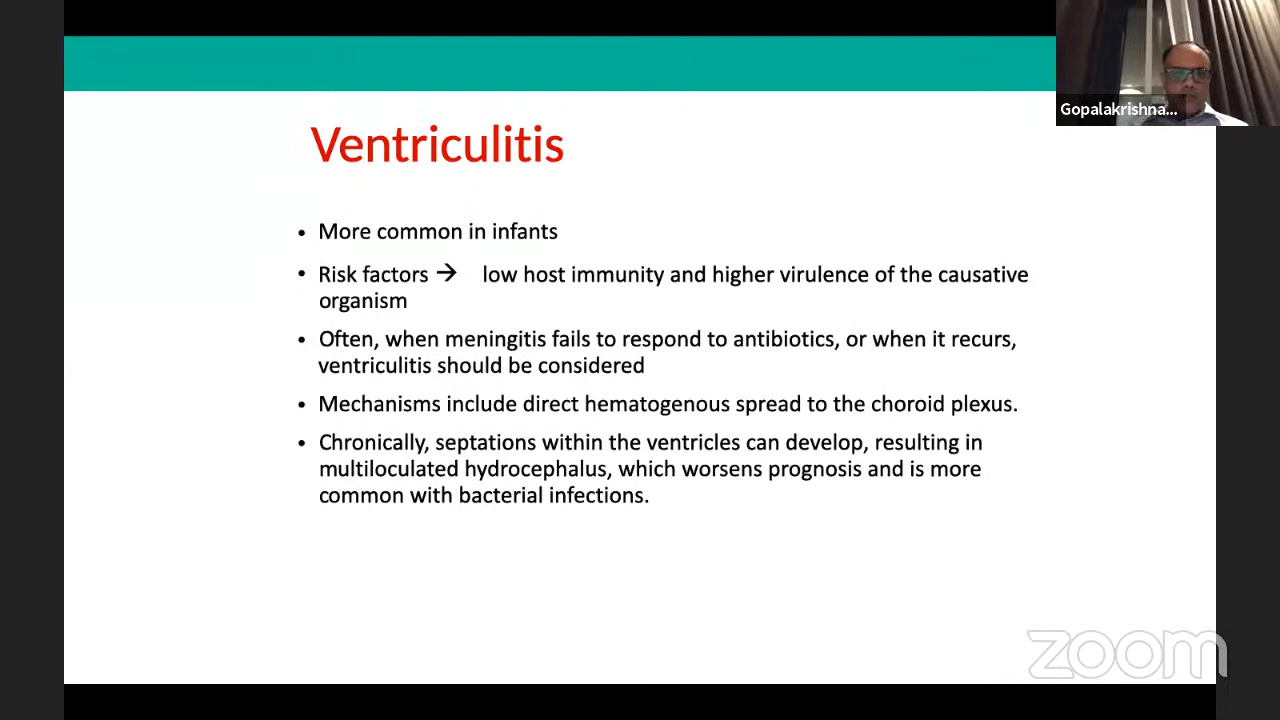 Gopalakrishna...
Ventriculitis
• More common in infants
• Risk factors → low host immunity and higher virulence of the causative
organism
• Often, when meningitis fails to respond to antibiotics, or when it recurs,
ventriculitis should be considered
• Mechanisms include direct hematogenous spread to the choroid plexus.
• Chronically, septations within the ventricles can develop, resulting in
multiloculated hydrocephalus, which worsens prognosis and is more
common with bacterial infections.
zoom